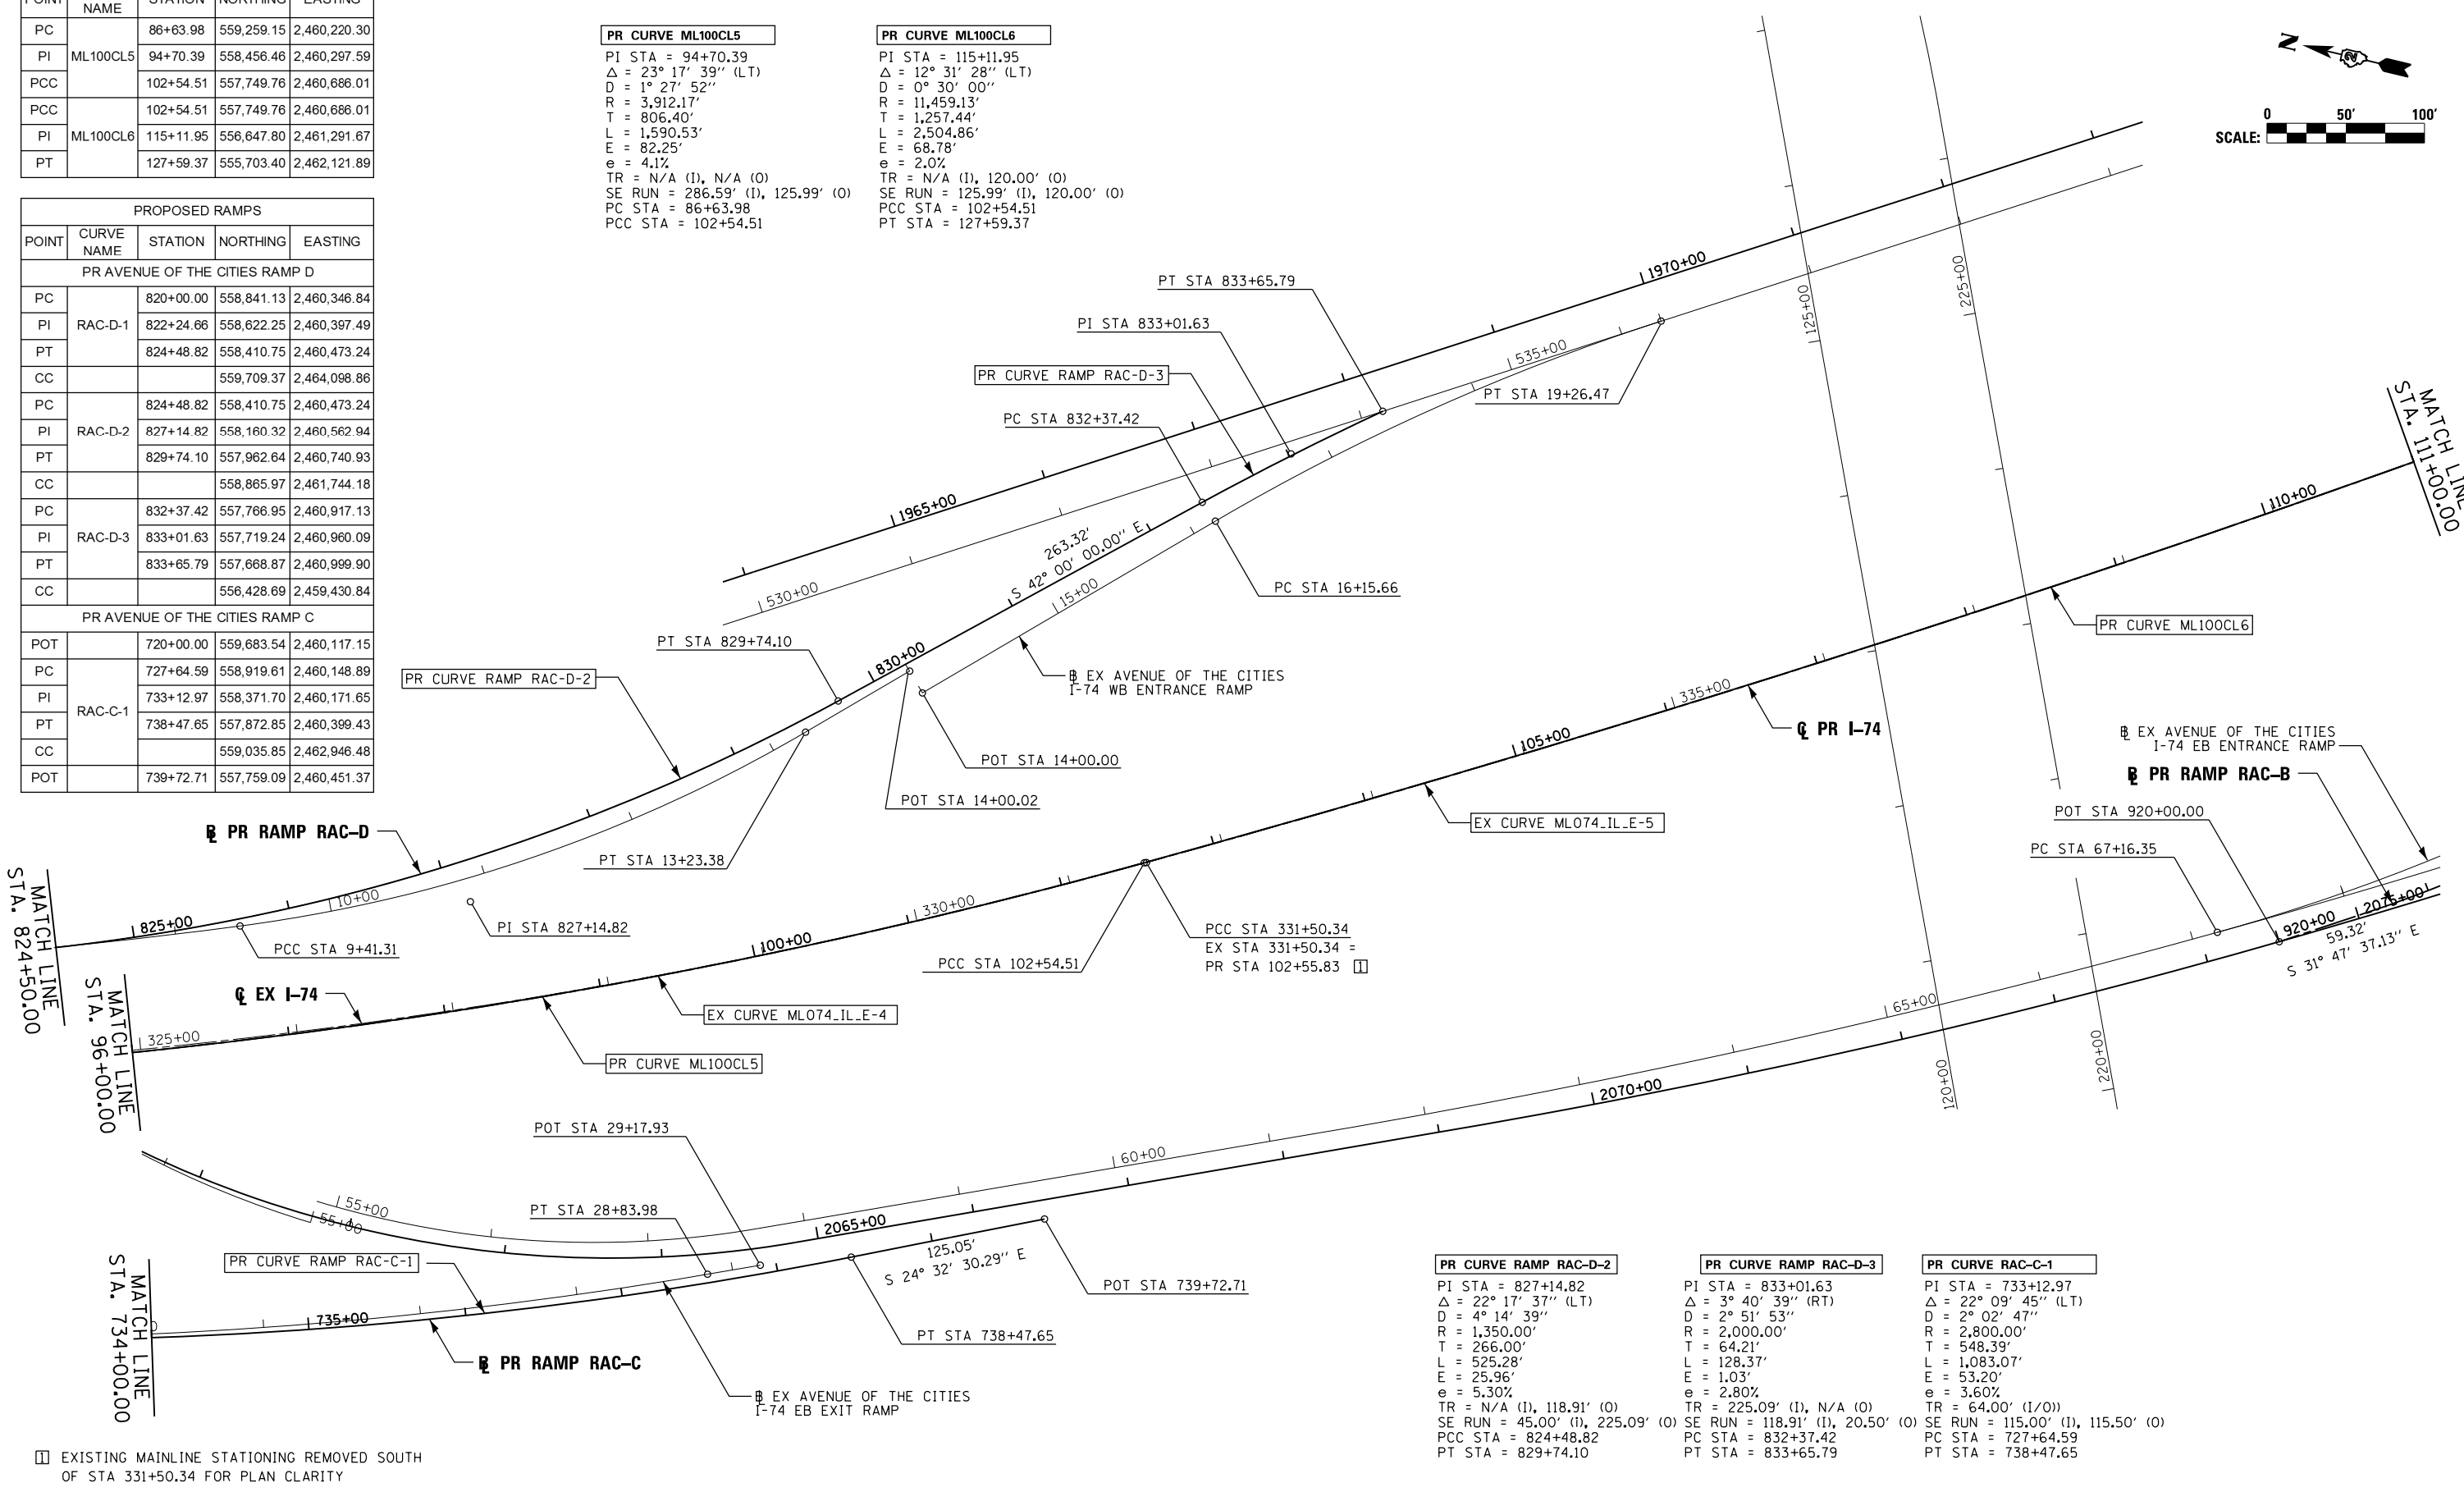 POINT NAME STATION NORTHING EASTING
PC 86+63.98 559,259.15 2,460,220.30
PI ML100CL5 94+70.39 558,456.46 2,460,297.59
PCC 102+54.51 557,749.76 2,460,686.01
PCC 102+54.51 557,749.76 2,460,686.01
PI ML100CL6 115+11.95 556,647.80 2,461,291.67
PT 127+59.37 555,703.40 2,462,121.89
PROPOSED RAMPS
POINT CURVE NAME STATION NORTHING EASTING
PR AVENUE OF THE CITIES RAMP D
PC 820+00.00 558,841.13 2,460,346.84
PI RAC-D-1 822+24.66 558,622.25 2,460,397.49
PT 824+48.82 558,410.75 2,460,473.24
CC 559,709.37 2,464,098.86
PC 824+48.82 558,410.75 2,460,473.24
PI RAC-D-2 827+14.82 558,160.32 2,460,562.94
PT 829+74.10 557,962.64 2,460,740.93
CC 558,865.97 2,461,744.18
PC 832+37.42 557,766.95 2,460,917.13
PI RAC-D-3 833+01.63 557,719.24 2,460,960.09
PT 833+65.79 557,668.87 2,460,999.90
CC 556,428.69 2,459,430.84
PR AVENUE OF THE CITIES RAMP C
POT 720+00.00 559,683.54 2,460,117.15
PC 727+64.59 558,919.61 2,460,148.89
PI RAC-C-1 733+12.97 558,371.70 2,460,171.65
PT 738+47.65 557,872.85 2,460,399.43
CC 559,035.85 2,462,946.48
POT 739+72.71 557,759.09 2,460,451.37
PR CURVE ML100CL5
PI STA = 94+70.39
Δ = 23° 17′ 39″ (LT)
D = 1° 27′ 52″
R = 3,912.17′
T = 806.40′
L = 1,590.53′
E = 82.25′
e = 4.1%
TR = N/A (I), N/A (O)
SE RUN = 286.59′ (I), 125.99′ (O)
PC STA = 86+63.98
PCC STA = 102+54.51
PR CURVE ML100CL6
PI STA = 115+11.95
Δ = 12° 31′ 28″ (LT)
D = 0° 30′ 00″
R = 11,459.13′
T = 1,257.44′
L = 2,504.86′
E = 68.78′
e = 2.0%
TR = N/A (I), 120.00′ (O)
SE RUN = 125.99′ (I), 120.00′ (O)
PCC STA = 102+54.51
PT STA = 127+59.37
N
2
0 50′ 100′
SCALE:
PT STA 833+65.79
PI STA 833+01.63
PR CURVE RAMP RAC-D-3
PC STA 832+37.42
1970+00
535+00
PT STA 19+26.47
125+00
225+00
MATCH LINE
STA. 111+00.00
1965+00
530+00
263.32′
S 42° 00′ 00.00″ E
15+00
PC STA 16+15.66
110+00
PR CURVE ML100CL6
PT STA 829+74.10
830+00
PR CURVE RAMP RAC-D-2
BL EX AVENUE OF THE CITIES
I-74 WB ENTRANCE RAMP
335+00
CL PR I-74
105+00
POT STA 14+00.00
POT STA 14+00.02
BL EX AVENUE OF THE CITIES
I-74 EB ENTRANCE RAMP
BL PR RAMP RAC-B
POT STA 920+00.00
PC STA 67+16.35
EX CURVE ML074_IL_E-5
BL PR RAMP RAC-D
PT STA 13+23.38
MATCH LINE
STA. 824+50.00
825+00
10+00
PCC STA 9+41.31
PI STA 827+14.82
330+00
100+00
PCC STA 102+54.51
PCC STA 331+50.34
EX STA 331+50.34 =
PR STA 102+55.83 1
920+00
2075+00
59.32′
S 31° 47′ 37.13″ E
MATCH LINE
STA. 96+00.00
CL EX I-74
325+00
EX CURVE ML074_IL_E-4
PR CURVE ML100CL5
65+00
2070+00
120+00
220+00
POT STA 29+17.93
60+00
55+00
55+00
PT STA 28+83.98
2065+00
125.05′
S 24° 32′ 30.29″ E
POT STA 739+72.71
PR CURVE RAMP RAC-C-1
MATCH LINE
STA. 734+00.00
735+00
PT STA 738+47.65
BL PR RAMP RAC-C
BL EX AVENUE OF THE CITIES
I-74 EB EXIT RAMP
PR CURVE RAMP RAC-D-2
PI STA = 827+14.82
Δ = 22° 17′ 37″ (LT)
D = 4° 14′ 39″
R = 1,350.00′
T = 266.00′
L = 525.28′
E = 25.96′
e = 5.30%
TR = N/A (I), 118.91′ (O)
SE RUN = 45.00′ (I), 225.09′ (O)
PCC STA = 824+48.82
PT STA = 829+74.10
PR CURVE RAMP RAC-D-3
PI STA = 833+01.63
Δ = 3° 40′ 39″ (RT)
D = 2° 51′ 53″
R = 2,000.00′
T = 64.21′
L = 128.37′
E = 1.03′
e = 2.80%
TR = 225.09′ (I), N/A (O)
SE RUN = 118.91′ (I), 20.50′ (O)
PC STA = 832+37.42
PT STA = 833+65.79
PR CURVE RAC-C-1
PI STA = 733+12.97
Δ = 22° 09′ 45″ (LT)
D = 2° 02′ 47″
R = 2,800.00′
T = 548.39′
L = 1,083.07′
E = 53.20′
e = 3.60%
TR = 64.00′ (I/O))
SE RUN = 115.00′ (I), 115.50′ (O)
PC STA = 727+64.59
PT STA = 738+47.65
1 EXISTING MAINLINE STATIONING REMOVED SOUTH
OF STA 331+50.34 FOR PLAN CLARITY